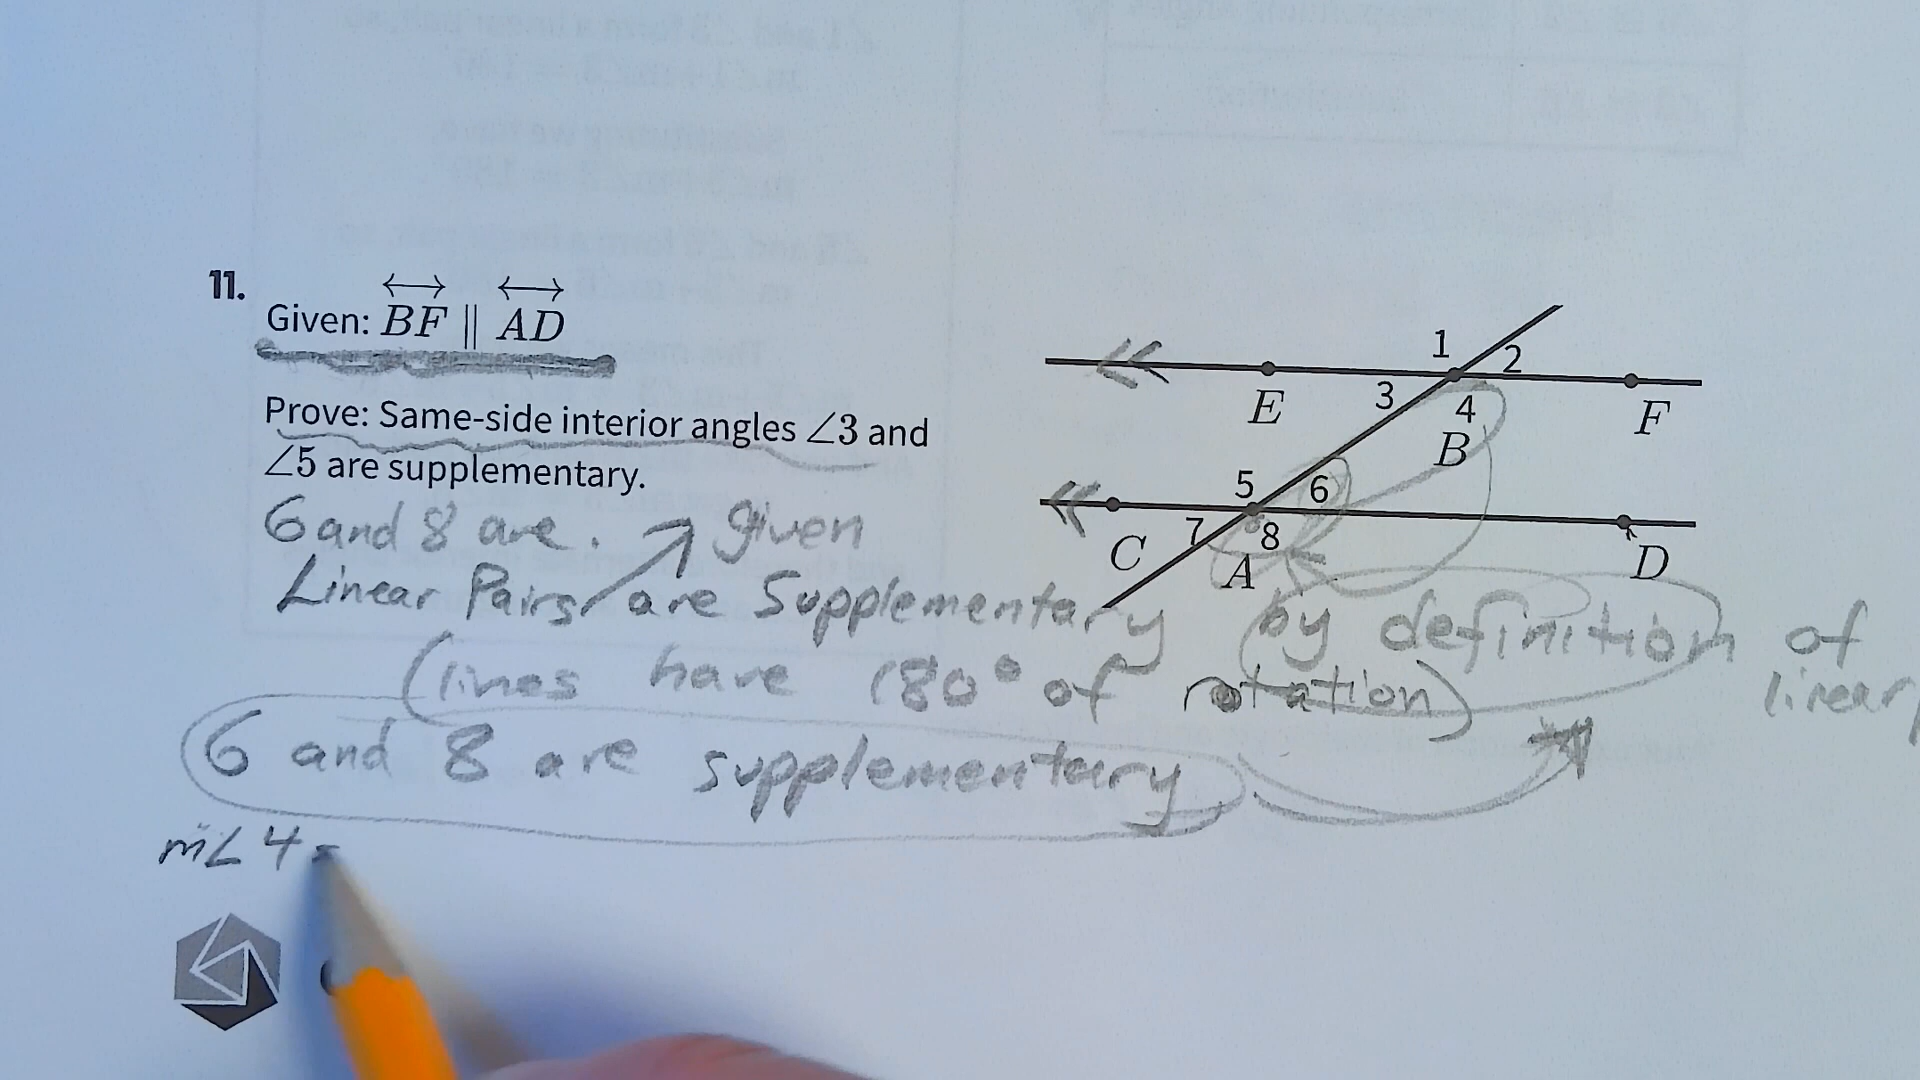 11.
Given: BF ∥ AD
Prove: Same-side interior angles ∠3 and
∠5 are supplementary.
1
2
3
4
E
B
F
5
6
7
8
C
A
D
6 and 8 are . given
Linear Pairs are Supplementary by definition of
linear
(lines have 180° of rotation)
6 and 8 are supplementary
m∠4=